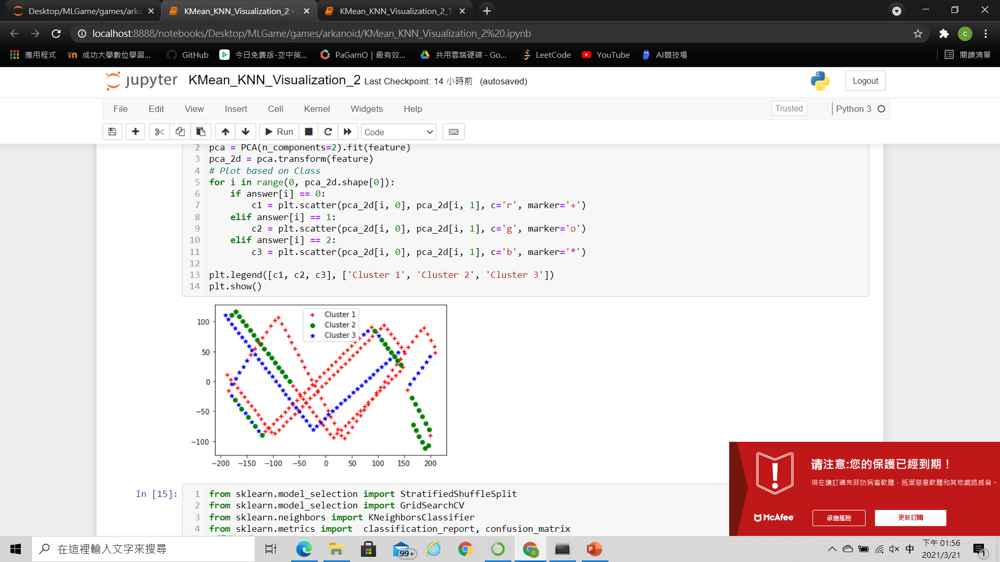 Desktop/MLGame/games/arka
KMean_KNN_Visualization_2 - J
KMean_KNN_Visualization_2_T
localhost:8888/notebooks/Desktop/MLGame/games/arkanoid/KMean_KNN_Visualization_2%20.ipynb
c
應用程式
成功大學數位學習...
GitHub
今日免費版-空中英...
PaGamO | 最有效...
共用雲端硬碟 - Go...
LeetCode
YouTube
AI競技場
閱讀清單
jupyter
KMean_KNN_Visualization_2 Last Checkpoint: 14 小時前 (autosaved)
Logout
File Edit View Insert Cell Kernel Widgets Help
Trusted
Python 3
Run
Code
2 pca = PCA(n_components=2).fit(feature)
3 pca_2d = pca.transform(feature)
4 # Plot based on Class
5 for i in range(0, pca_2d.shape[0]):
6     if answer[i] == 0:
7         c1 = plt.scatter(pca_2d[i, 0], pca_2d[i, 1], c='r', marker='+')
8     elif answer[i] == 1:
9         c2 = plt.scatter(pca_2d[i, 0], pca_2d[i, 1], c='g', marker='o')
10     elif answer[i] == 2:
11         c3 = plt.scatter(pca_2d[i, 0], pca_2d[i, 1], c='b', marker='*')
12
13 plt.legend([c1, c2, c3], ['Cluster 1', 'Cluster 2', 'Cluster 3'])
14 plt.show()
Cluster 1
Cluster 2
Cluster 3
100
50
0
−50
−100
−200 −150 −100 −50 0 50 100 150 200
In [15]:
1 from sklearn.model_selection import StratifiedShuffleSplit
2 from sklearn.model_selection import GridSearchCV
3 from sklearn.neighbors import KNeighborsClassifier
4 from sklearn.metrics import  classification_report, confusion_matrix
请注意:您的保護已經到期！
現在續訂邁克菲防病毒軟體，抵禦惡意軟體和其他網路威脅。
McAfee
承擔風險
更新訂閱
在這裡輸入文字來搜尋
99+
中
下午 01:56
2021/3/21
1